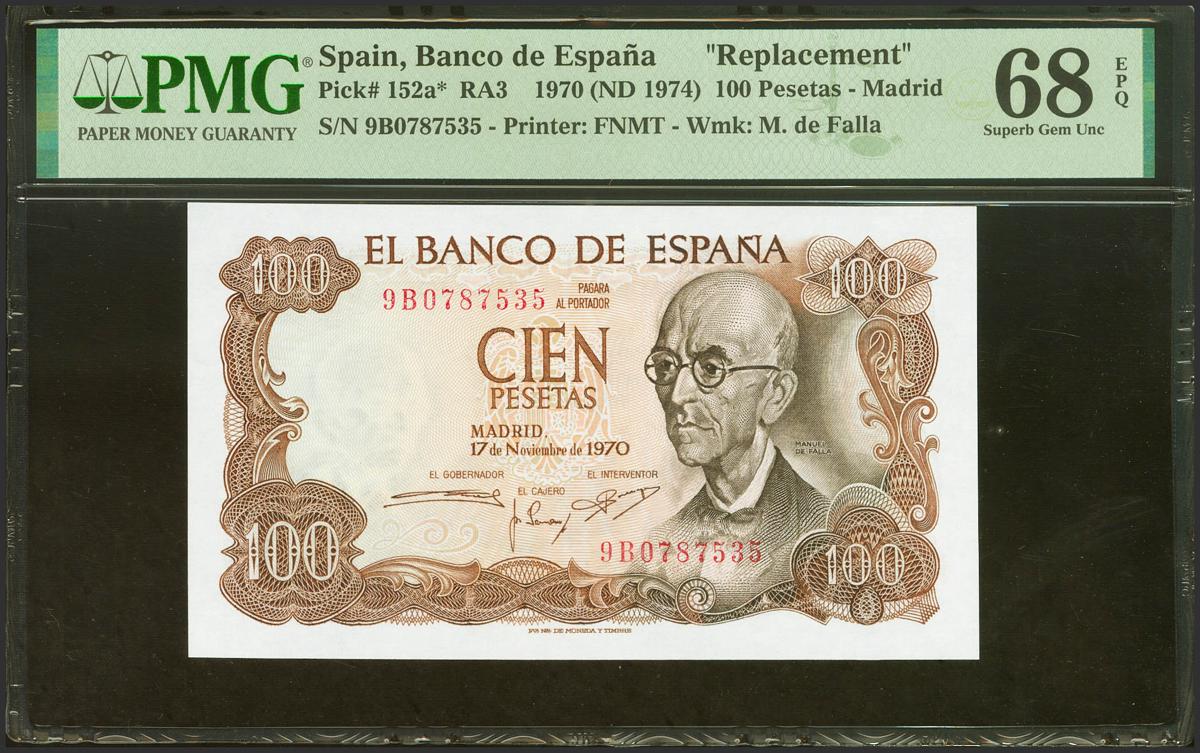 PMG®
PAPER MONEY GUARANTY
Spain, Banco de España "Replacement"
Pick# 152a* RA3 1970 (ND 1974) 100 Pesetas - Madrid
S/N 9B0787535 - Printer: FNMT - Wmk: M. de Falla
68
EPQ
Superb Gem Unc
EL BANCO DE ESPAÑA
100
100
9B0787535
PAGARA
AL PORTADOR
CIEN
PESETAS
MADRID,
17 de Noviembre de 1970
MANUEL
DE FALLA
EL GOBERNADOR
EL INTERVENTOR
EL CAJERO
9B0787535
100
100
DE MONEDA Y TIMBRE